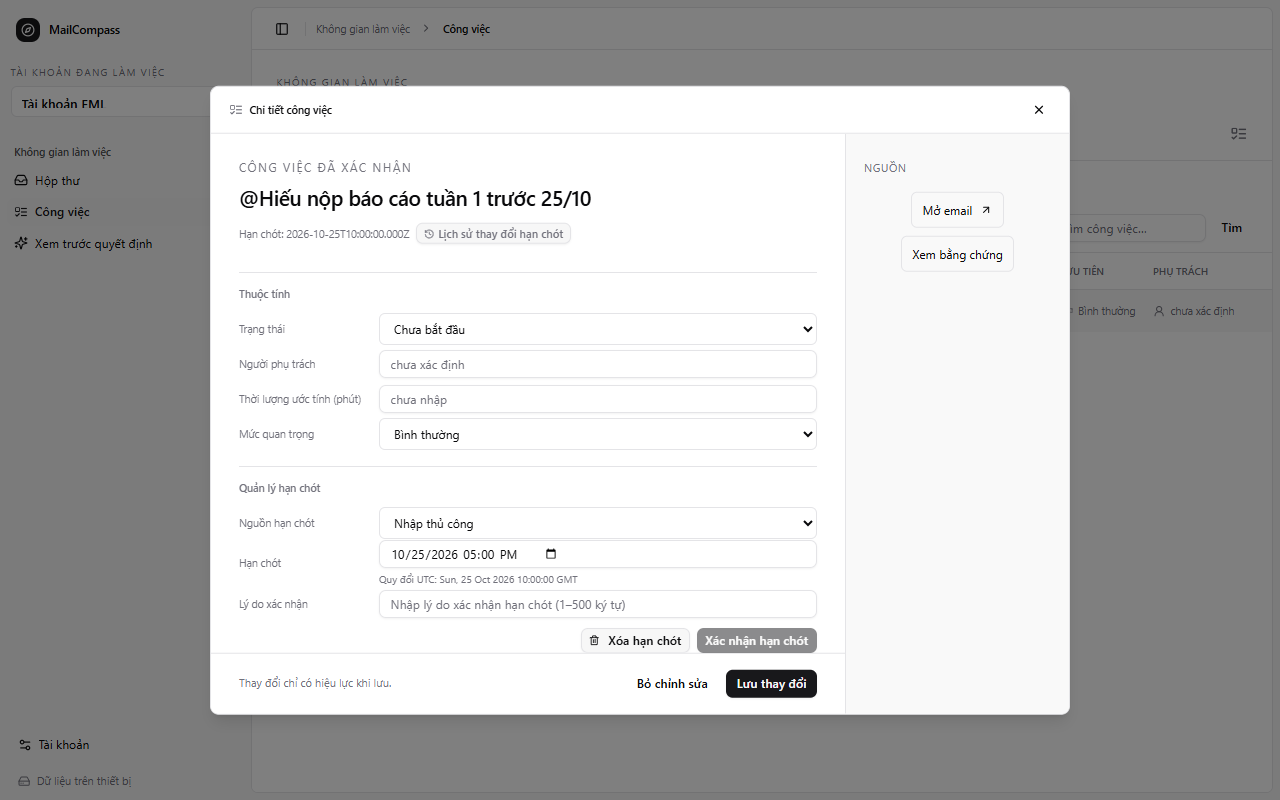 MailCompass
TÀI KHOẢN ĐANG LÀM VIỆC
Tài khoản EMI
Không gian làm việc
Hộp thư
Công việc
Xem trước quyết định
Tài khoản
Dữ liệu trên thiết bị
Không gian làm việc > Công việc
KHÔNG GIAN LÀM VIỆC
Chi tiết công việc
CÔNG VIỆC ĐÃ XÁC NHẬN
@Hiếu nộp báo cáo tuần 1 trước 25/10
Hạn chót: 2026-10-25T10:00:00.000Z Lịch sử thay đổi hạn chót
Thuộc tính
Trạng thái Chưa bắt đầu
Người phụ trách chưa xác định
Thời lượng ước tính (phút) chưa nhập
Mức quan trọng Bình thường
Quản lý hạn chót
Nguồn hạn chót Nhập thủ công
Hạn chót 10/25/2026 05:00 PM
Quy đổi UTC: Sun, 25 Oct 2026 10:00:00 GMT
Lý do xác nhận Nhập lý do xác nhận hạn chót (1–500 ký tự)
Xóa hạn chót Xác nhận hạn chót
Thay đổi chỉ có hiệu lực khi lưu. Bỏ chỉnh sửa Lưu thay đổi
NGUỒN
Mở email
Xem bằng chứng
công việc... Tìm
TIÊN PHỤ TRÁCH
Bình thường chưa xác định